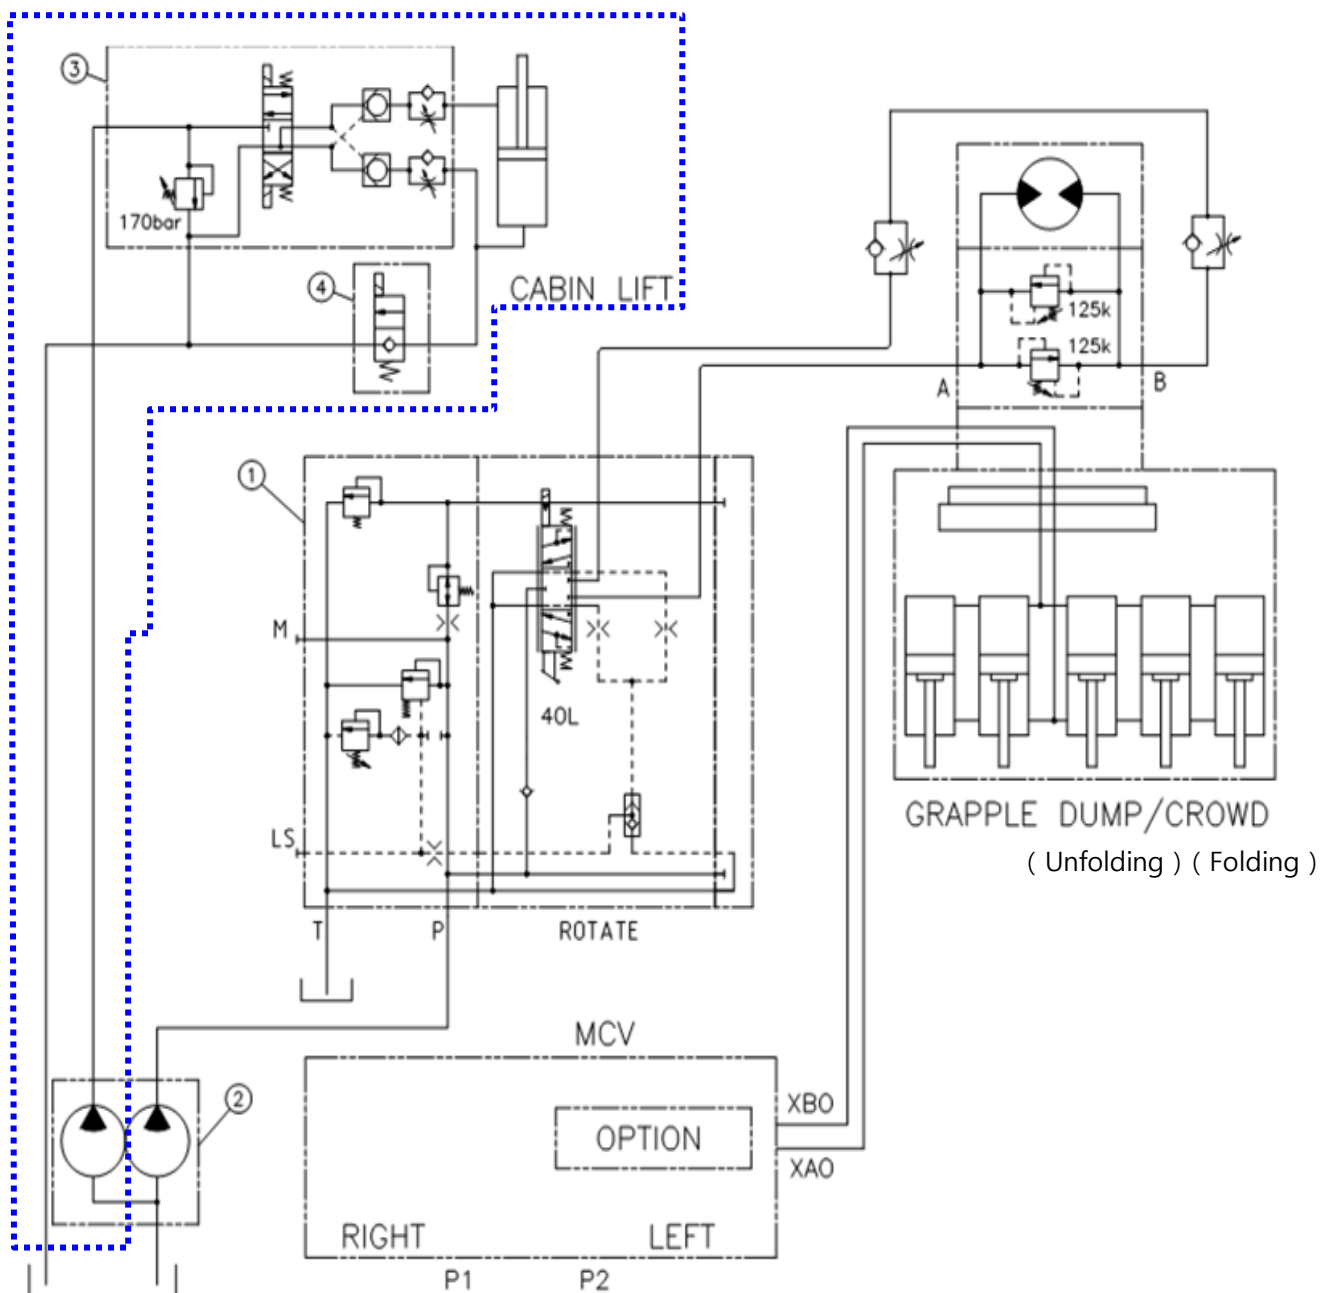 ③
170bar
④
CABIN LIFT
125k
125k
A
B
①
M
40L
LS
T
P
ROTATE
GRAPPLE DUMP/CROWD
( Unfolding ) ( Folding )
MCV
②
XBO
OPTION
XAO
RIGHT
LEFT
P1
P2